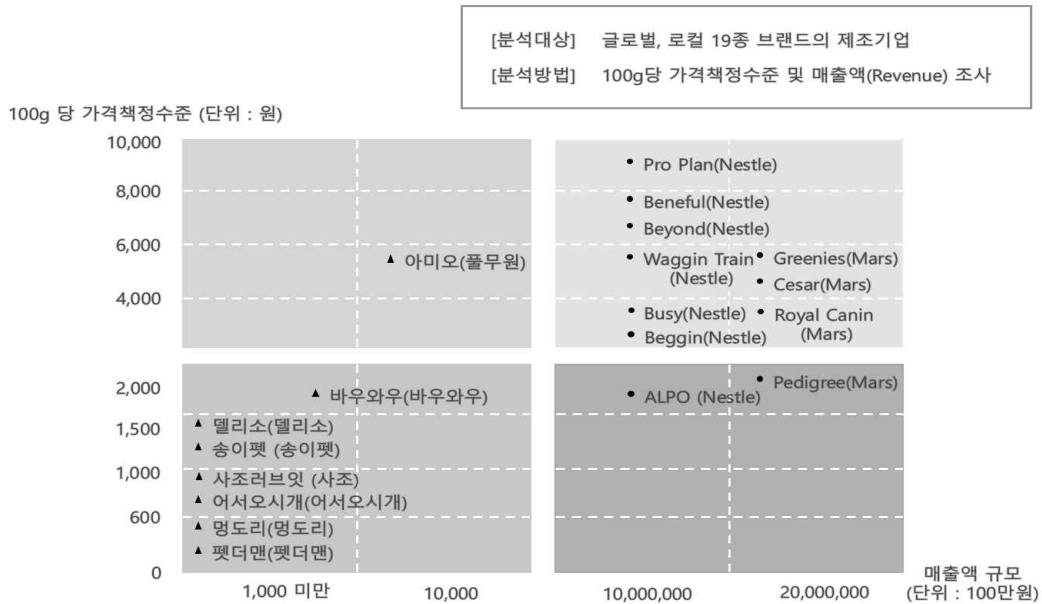 [분석대상] 글로벌, 로컬 19종 브랜드의 제조기업
[분석방법] 100g당 가격책정수준 및 매출액(Revenue) 조사
100g 당 가격책정수준 (단위 : 원)
10,000
Pro Plan(Nestle)
8,000
Beneful(Nestle)
Beyond(Nestle)
6,000
아미오(풀무원)
Waggin Train
(Nestle)
Greenies(Mars)
Cesar(Mars)
4,000
Busy(Nestle)
Royal Canin
(Mars)
Beggin(Nestle)
2,000
바우와우(바우와우)
ALPO (Nestle)
Pedigree(Mars)
1,500
델리소(델리소)
송이펫 (송이펫)
1,000
사조러브잇 (사조)
어서오시개(어서오시개)
600
멍도리(멍도리)
펫더맨(펫더맨)
0
1,000 미만
10,000
10,000,000
20,000,000
매출액 규모
(단위 : 100만원)